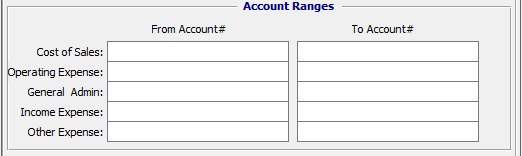 Account Ranges
From Account# To Account#
Cost of Sales:
Operating Expense:
General Admin:
Income Expense:
Other Expense: